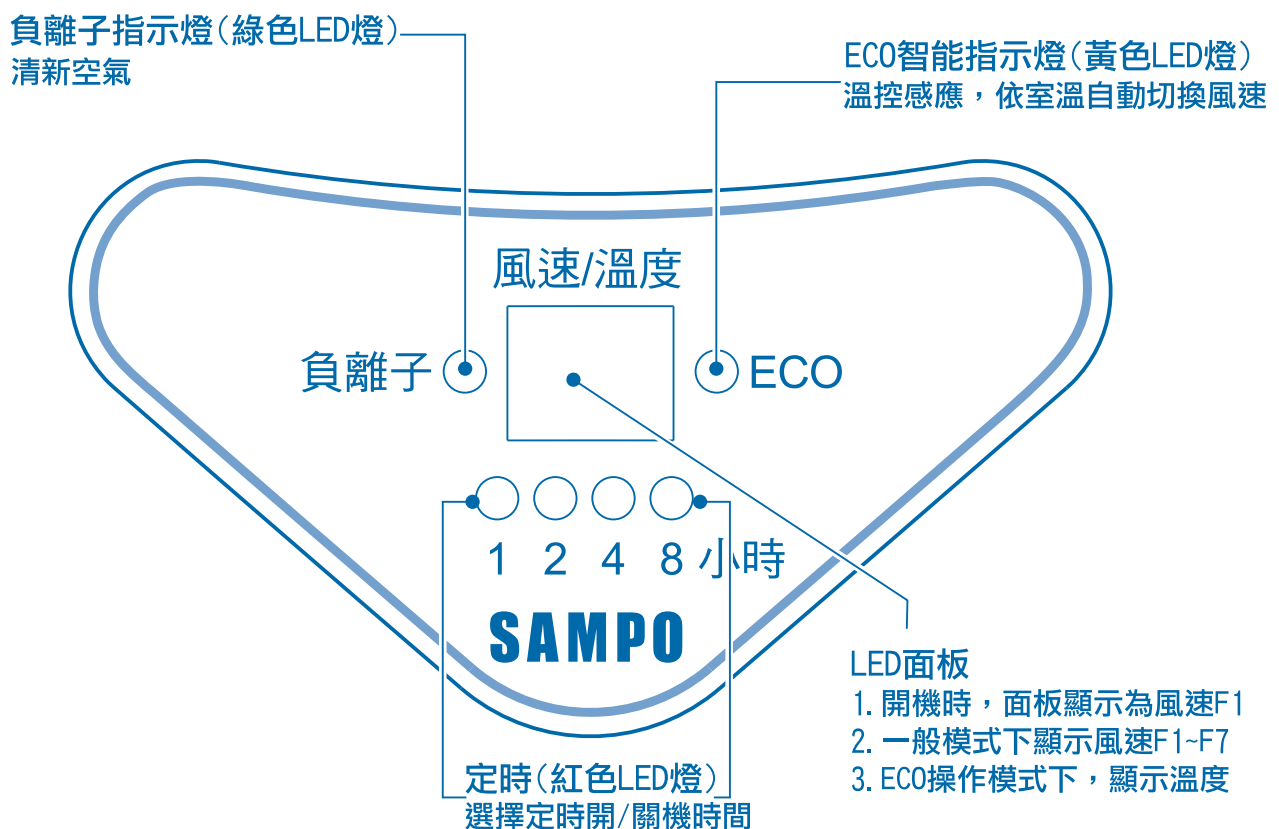 負離子指示燈(綠色LED燈)
清新空氣
ECO智能指示燈(黃色LED燈)
溫控感應，依室溫自動切換風速
風速/溫度
負離子
ECO
1 2 4 8 小時
SAMPO
LED面板
1. 開機時，面板顯示為風速F1
2. 一般模式下顯示風速F1~F7
3. ECO操作模式下，顯示溫度
定時(紅色LED燈)
選擇定時開/關機時間